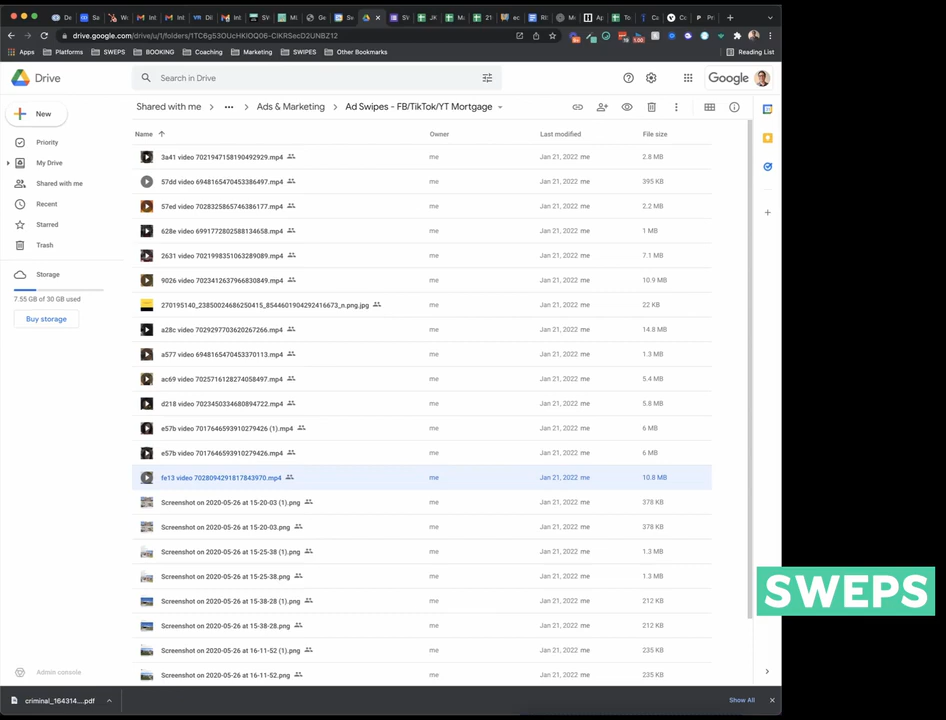 Int
Int
VR Dil
Int
Se
SV
ec
Pr
drive.google.com/drive/u/1/folders/1TC6g53OUcHKIOQ06-CIKRSecD2UNBZ12
Apps
Platforms
SWEPS
BOOKING
Coaching
Marketing
SWIPES
Other Bookmarks
Reading List
Drive
Search in Drive
Google
New
Shared with me > ••• > Ads & Marketing > Ad Swipes - FB/TikTok/YT Mortgage
Priority
My Drive
Shared with me
Recent
Starred
Trash
Storage
7.55 GB of 30 GB used
Buy storage
Name Owner Last modified File size
3a41 video 7021947158190492929.mp4 me Jan 21, 2022 me 2.8 MB
57dd video 6948165470453386497.mp4 me Jan 21, 2022 me 395 KB
57ed video 7028325865746386177.mp4 me Jan 21, 2022 me 2.2 MB
628e video 6991772802588134658.mp4 me Jan 21, 2022 me 1 MB
2631 video 7021998351063289089.mp4 me Jan 21, 2022 me 7.1 MB
9026 video 7023412637966830849.mp4 me Jan 21, 2022 me 10.9 MB
270195140_23850024686250415_8544601904292416673_n.png.jpg me Jan 21, 2022 me 22 KB
a28c video 7029297703620267266.mp4 me Jan 21, 2022 me 14.8 MB
a577 video 6948165470453370113.mp4 me Jan 21, 2022 me 1.3 MB
ac69 video 7025716128274058497.mp4 me Jan 21, 2022 me 5.4 MB
d218 video 7023450334680894722.mp4 me Jan 21, 2022 me 5.8 MB
e57b video 7017646593910279426 (1).mp4 me Jan 21, 2022 me 6 MB
e57b video 7017646593910279426.mp4 me Jan 21, 2022 me 6 MB
fe13 video 7028094291817843970.mp4 me Jan 21, 2022 me 10.8 MB
Screenshot on 2020-05-26 at 15-20-03 (1).png me Jan 21, 2022 me 378 KB
Screenshot on 2020-05-26 at 15-20-03.png me Jan 21, 2022 me 378 KB
Screenshot on 2020-05-26 at 15-25-38 (1).png me Jan 21, 2022 me 1.3 MB
Screenshot on 2020-05-26 at 15-25-38.png me Jan 21, 2022 me 1.3 MB
Screenshot on 2020-05-26 at 15-38-28 (1).png me Jan 21, 2022 me 212 KB
Screenshot on 2020-05-26 at 15-38-28.png me Jan 21, 2022 me 212 KB
Screenshot on 2020-05-26 at 16-11-52 (1).png me Jan 21, 2022 me 235 KB
Screenshot on 2020-05-26 at 16-11-52.png me Jan 21, 2022 me 235 KB
SWEPS
Admin console
criminal_164314....pdf
Show All